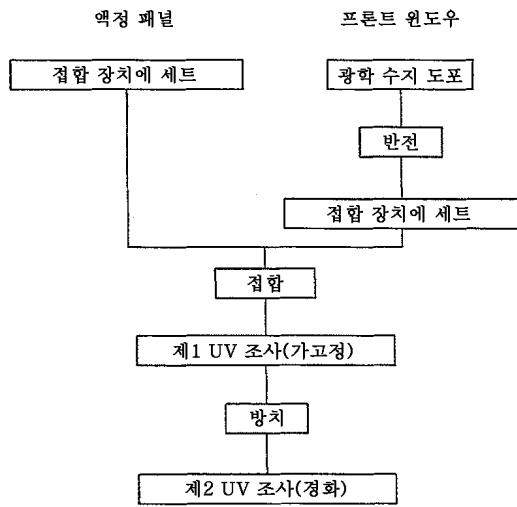 액정 패널
프론트 윈도우
접합 장치에 세트
광학 수지 도포
반전
접합 장치에 세트
접합
제1 UV 조사(가고정)
방치
제2 UV 조사(경화)